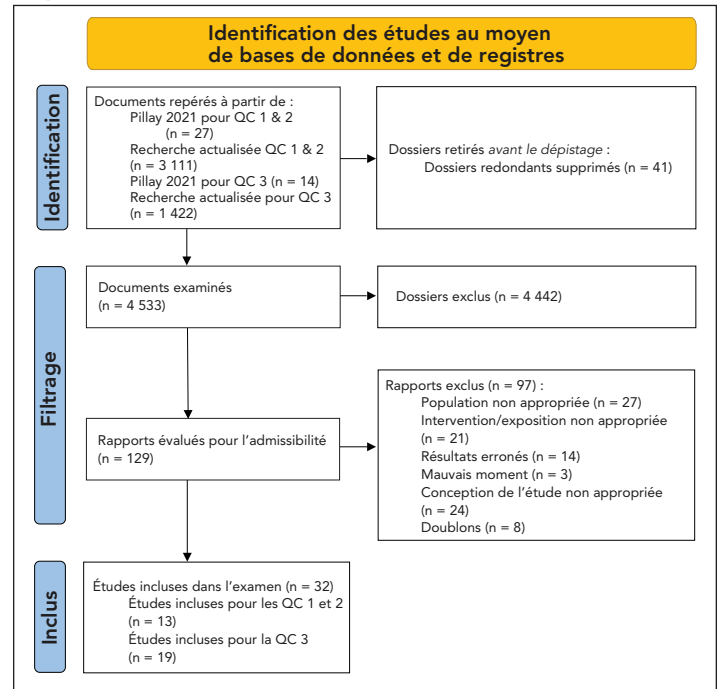 Identification des études au moyen
de bases de données et de registres
Identification
Documents repérés à partir de :
Pillay 2021 pour QC 1 & 2
(n = 27)
Recherche actualisée QC 1 & 2
(n = 3 111)
Pillay 2021 pour QC 3 (n = 14)
Recherche actualisée pour QC 3
(n = 1 422)
Dossiers retirés avant le dépistage :
Dossiers redondants supprimés (n = 41)
Filtrage
Documents examinés
(n = 4 533)
Dossiers exclus (n = 4 442)
Rapports évalués pour l'admissibilité
(n = 129)
Rapports exclus (n = 97) :
Population non appropriée (n = 27)
Intervention/exposition non appropriée
(n = 21)
Résultats erronés (n = 14)
Mauvais moment (n = 3)
Conception de l'étude non appropriée
(n = 24)
Doublons (n = 8)
Inclus
Études incluses dans l'examen (n = 32)
Études incluses pour les QC 1 et 2
(n = 13)
Études incluses pour la QC 3
(n = 19)